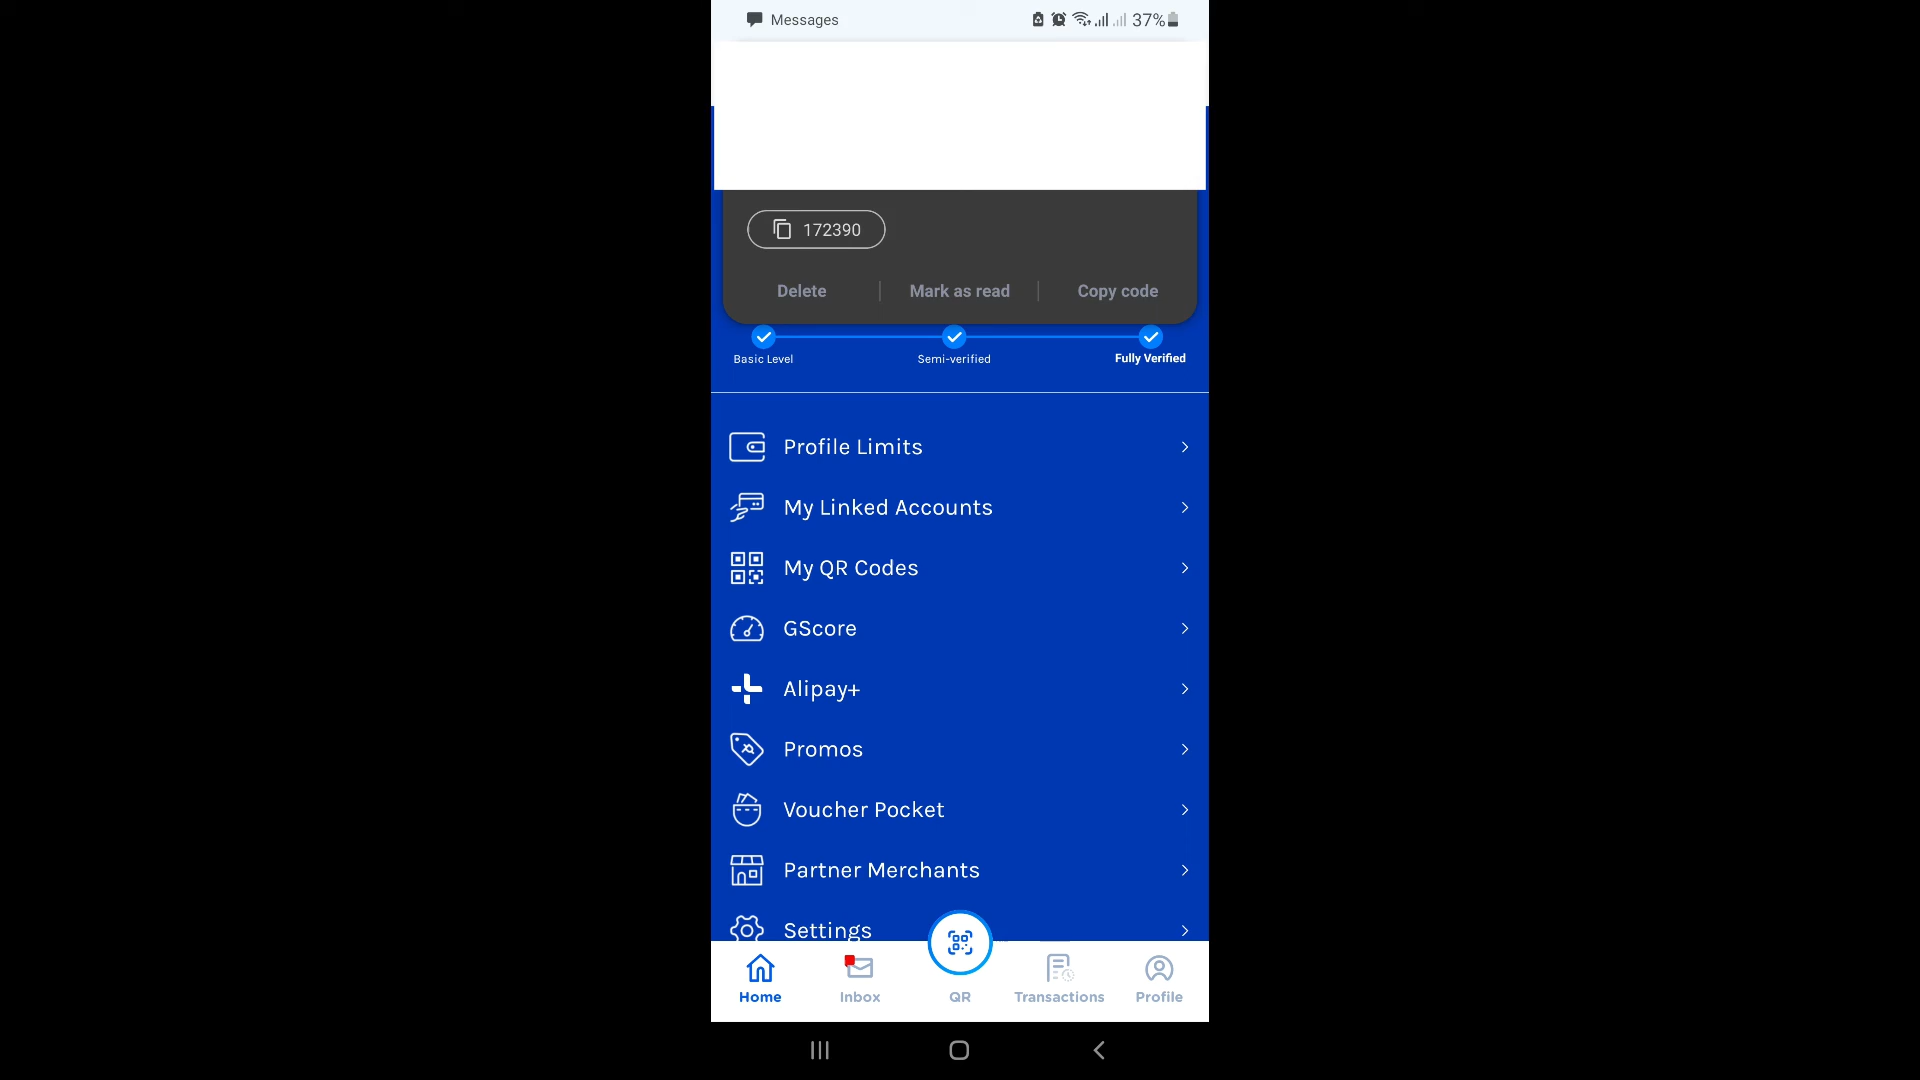 Messages 37%
172390
Delete | Mark as read | Copy code
Basic Level Semi-verified Fully Verified
Profile Limits
My Linked Accounts
My QR Codes
GScore
Alipay+
Promos
Voucher Pocket
Partner Merchants
Settings
Home Inbox QR Transactions Profile